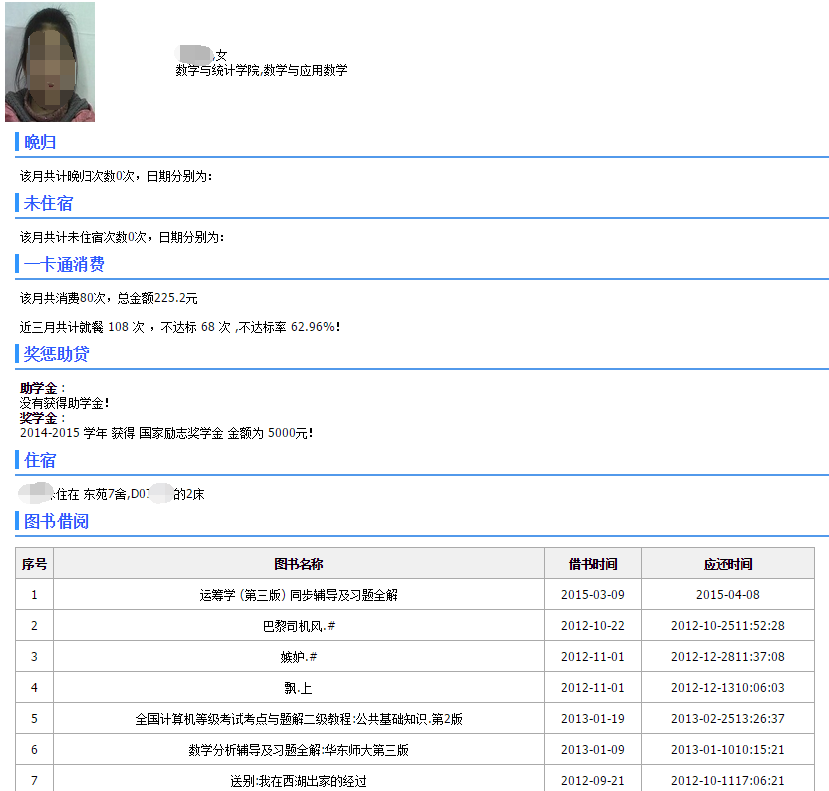 ,女
数学与统计学院,数学与应用数学
晚归
该月共计晚归次数0次，日期分别为：
未住宿
该月共计未住宿次数0次，日期分别为：
一卡通消费
该月共消费80次，总金额225.2元
近三月共计就餐 108 次 ，不达标 68 次 ,不达标率 62.96%！
奖惩助贷
助学金：
没有获得助学金！
奖学金：
2014-2015 学年 获得 国家励志奖学金 金额为 5000元！
住宿
住在 东苑7舍,D0 的2床
图书借阅
序号 图书名称 借书时间 应还时间
1 运筹学（第三版）同步辅导及习题全解 2015-03-09 2015-04-08
2 巴黎司机风.# 2012-10-22 2012-10-2511:52:28
3 嫉妒.# 2012-11-01 2012-12-2811:37:08
4 飘.上 2012-11-01 2012-12-1310:06:03
5 全国计算机等级考试考点与题解二级教程:公共基础知识.第2版 2013-01-19 2013-02-2513:26:37
6 数学分析辅导及习题全解:华东师大第三版 2013-01-09 2013-01-1010:15:21
7 送别:我在西湖出家的经过 2012-09-21 2012-10-1117:06:21